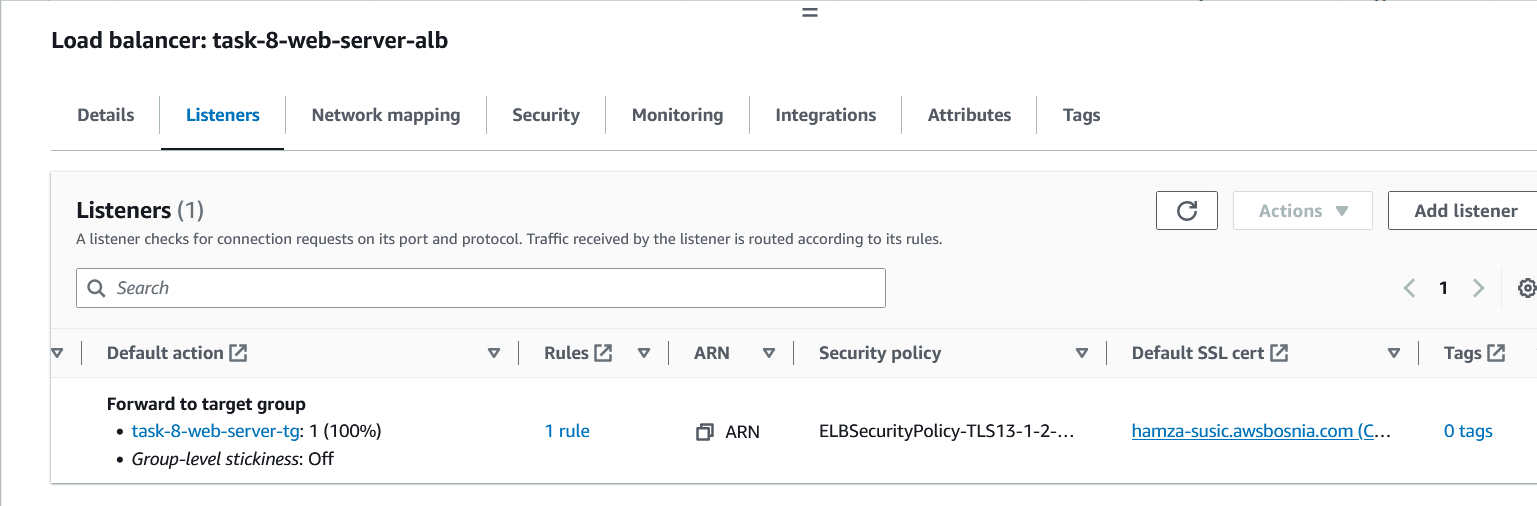 Load balancer: task-8-web-server-alb
Details Listeners Network mapping Security Monitoring Integrations Attributes Tags
Listeners (1) Actions Add listener
A listener checks for connection requests on its port and protocol. Traffic received by the listener is routed according to its rules.
Search 1
Default action Rules ARN Security policy Default SSL cert Tags
Forward to target group
• task-8-web-server-tg: 1 (100%) 1 rule ARN ELBSecurityPolicy-TLS13-1-2-... hamza-susic.awsbosnia.com (C... 0 tags
• Group-level stickiness: Off